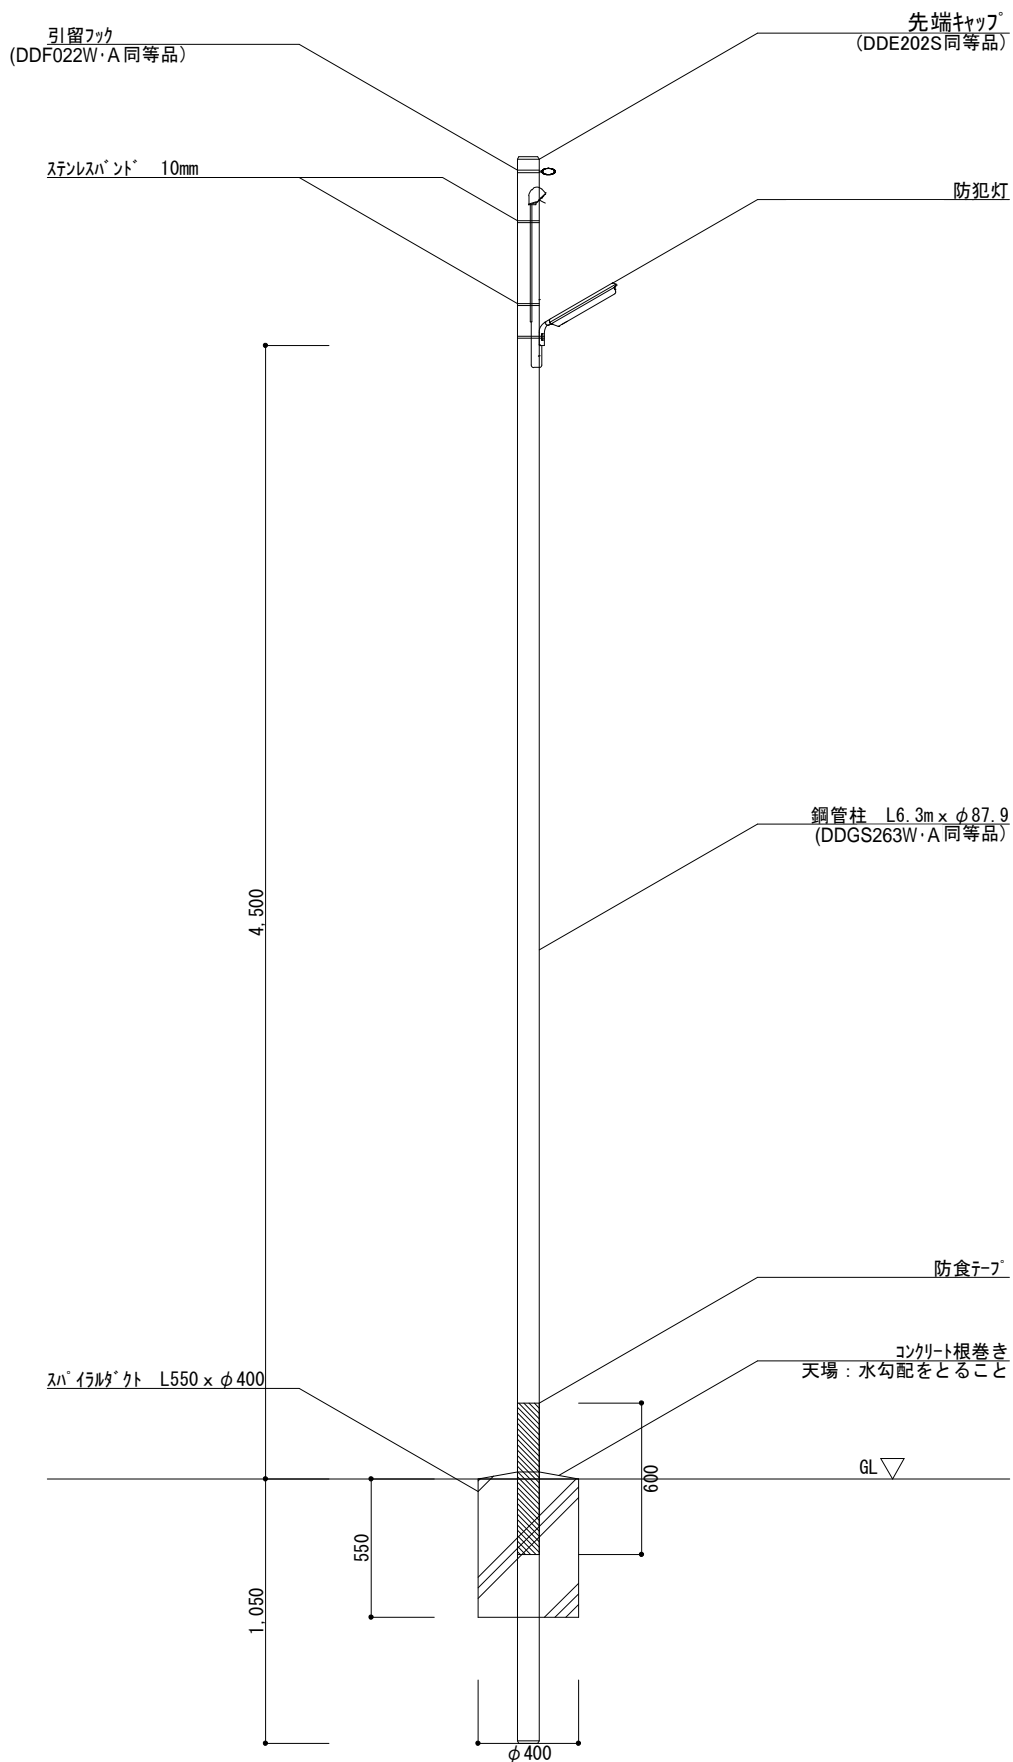 引留ﾌｯｸ
(DDF022W･A同等品)
先端ｷｬｯﾌﾟ
(DDE202S同等品)
ｽﾃﾝﾚｽﾊﾞﾝﾄﾞ 10mm
防犯灯
鋼管柱 L6.3m x φ87.9
(DDGS263W･A同等品)
4,500
防食ﾃｰﾌﾟ
ｺﾝｸﾘｰﾄ根巻き
天場：水勾配をとること
ｽﾊﾟｲﾗﾙﾀﾞｸﾄ L550 x φ400
GL
600
550
1,050
φ400